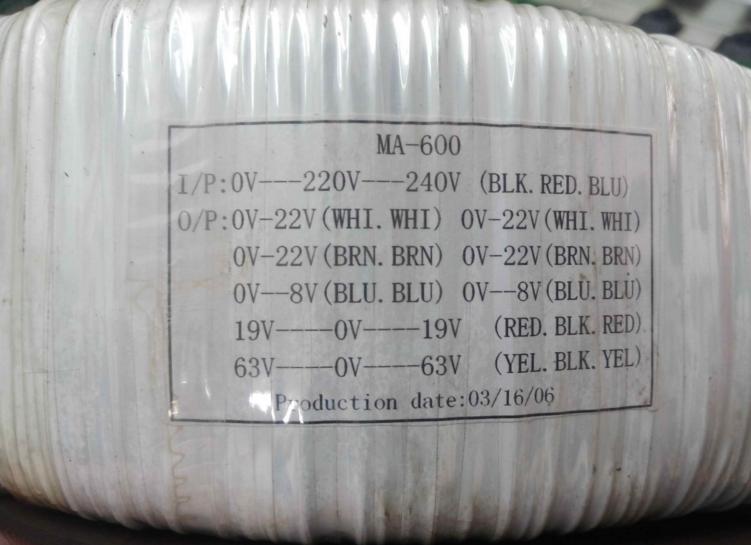 MA-600
I/P:0V---220V---240V (BLK.RED.BLU)
O/P:0V-22V(WHI.WHI) 0V-22V(WHI.WHI)
0V-22V(BRN.BRN) 0V-22V(BRN.BRN)
0V--8V(BLU.BLU) 0V--8V(BLU.BLU)
19V----0V----19V (RED.BLK.RED)
63V----0V----63V (YEL.BLK.YEL)
Production date:03/16/06